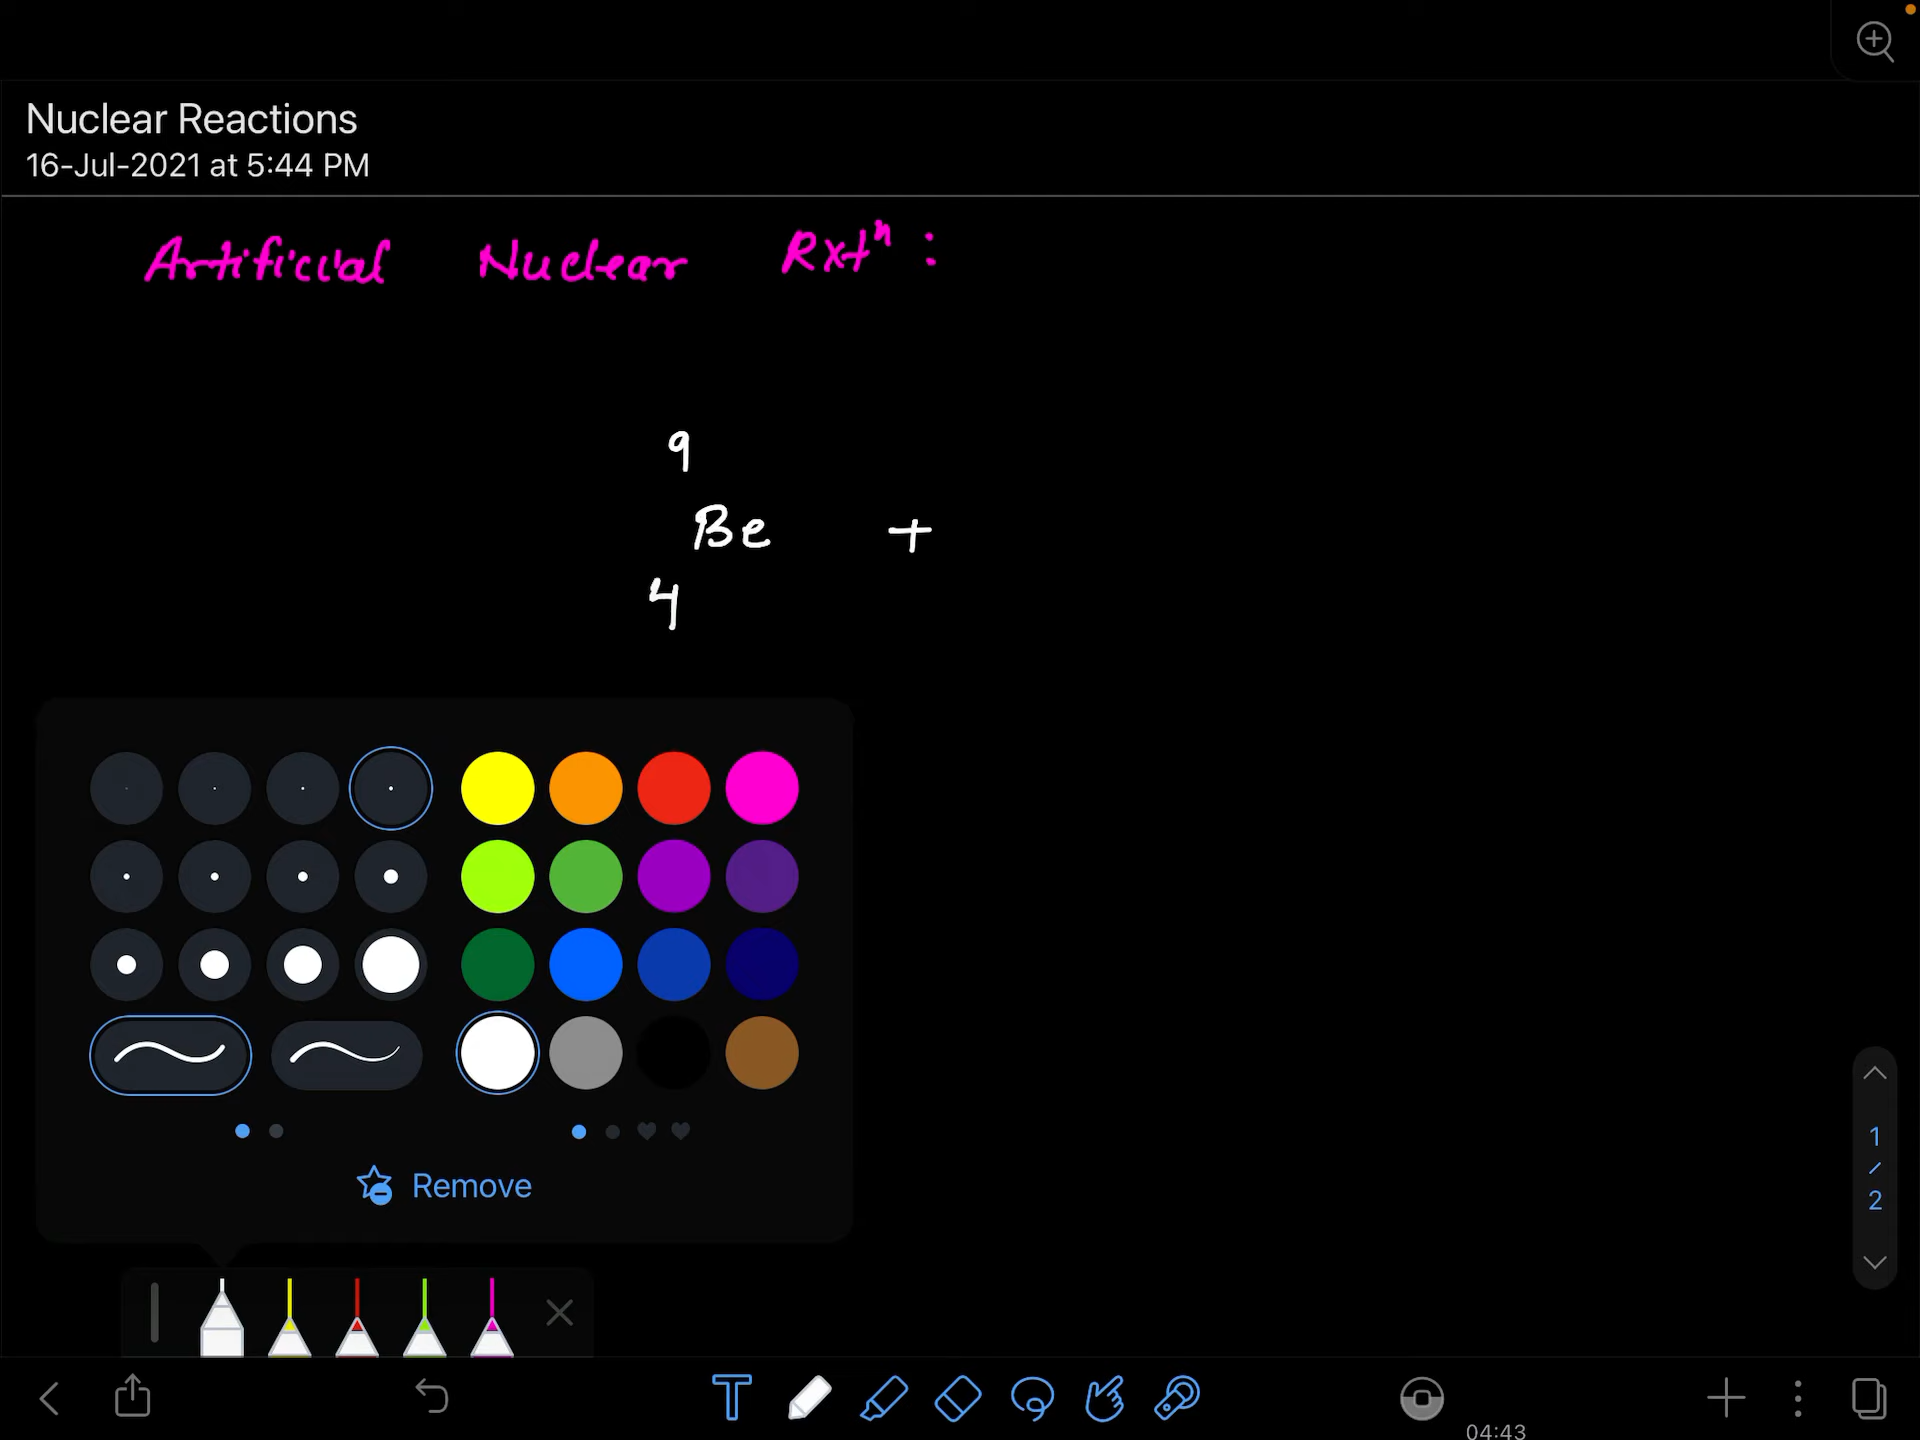 Nuclear Reactions
16-Jul-2021 at 5:44 PM
Artificial Nuclear Rxtⁿ :
9
Be +
4
Remove
1
/
2
T
04:43